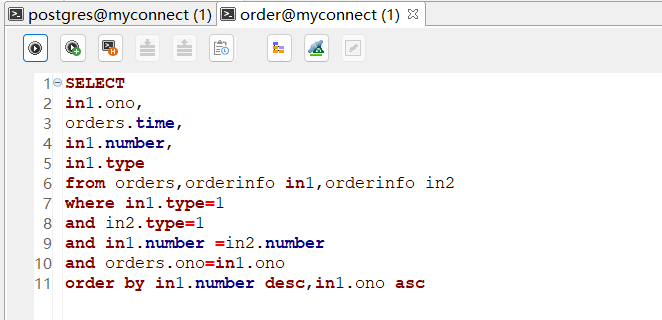 postgres@myconnect (1) order@myconnect (1)
1 SELECT
2 in1.ono,
3 orders.time,
4 in1.number,
5 in1.type
6 from orders,orderinfo in1,orderinfo in2
7 where in1.type=1
8 and in2.type=1
9 and in1.number =in2.number
10 and orders.ono=in1.ono
11 order by in1.number desc,in1.ono asc